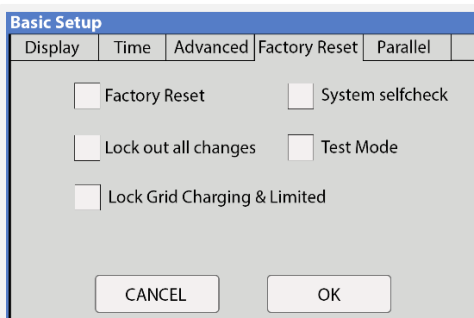 Basic Setup
Display Time Advanced Factory Reset Parallel
Factory Reset System selfcheck
Lock out all changes Test Mode
Lock Grid Charging & Limited
CANCEL OK